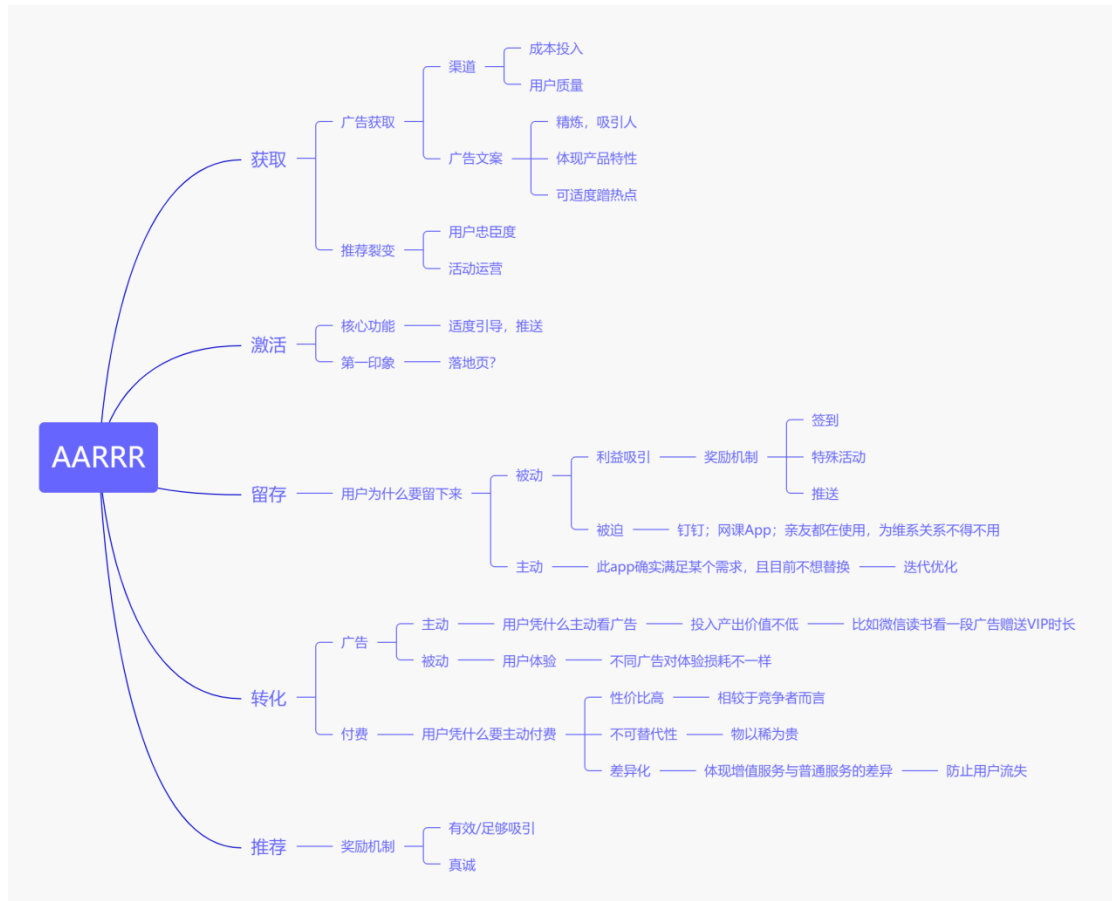 AARRR
获取
广告获取
渠道
成本投入
用户质量
广告文案
精炼，吸引人
体现产品特性
可适度蹭热点
推荐裂变
用户忠臣度
活动运营
激活
核心功能
适度引导，推送
第一印象
落地页？
留存
用户为什么要留下来
被动
利益吸引
奖励机制
签到
特殊活动
推送
被迫
钉钉；网课App；亲友都在使用，为维系关系不得不用
主动
此app确实满足某个需求，且目前不想替换
迭代优化
转化
广告
主动
用户凭什么主动看广告
投入产出价值不低
比如微信读书看一段广告赠送VIP时长
被动
用户体验
不同广告对体验损耗不一样
付费
用户凭什么要主动付费
性价比高
相较于竞争者而言
不可替代性
物以稀为贵
差异化
体现增值服务与普通服务的差异
防止用户流失
推荐
奖励机制
有效/足够吸引
真诚